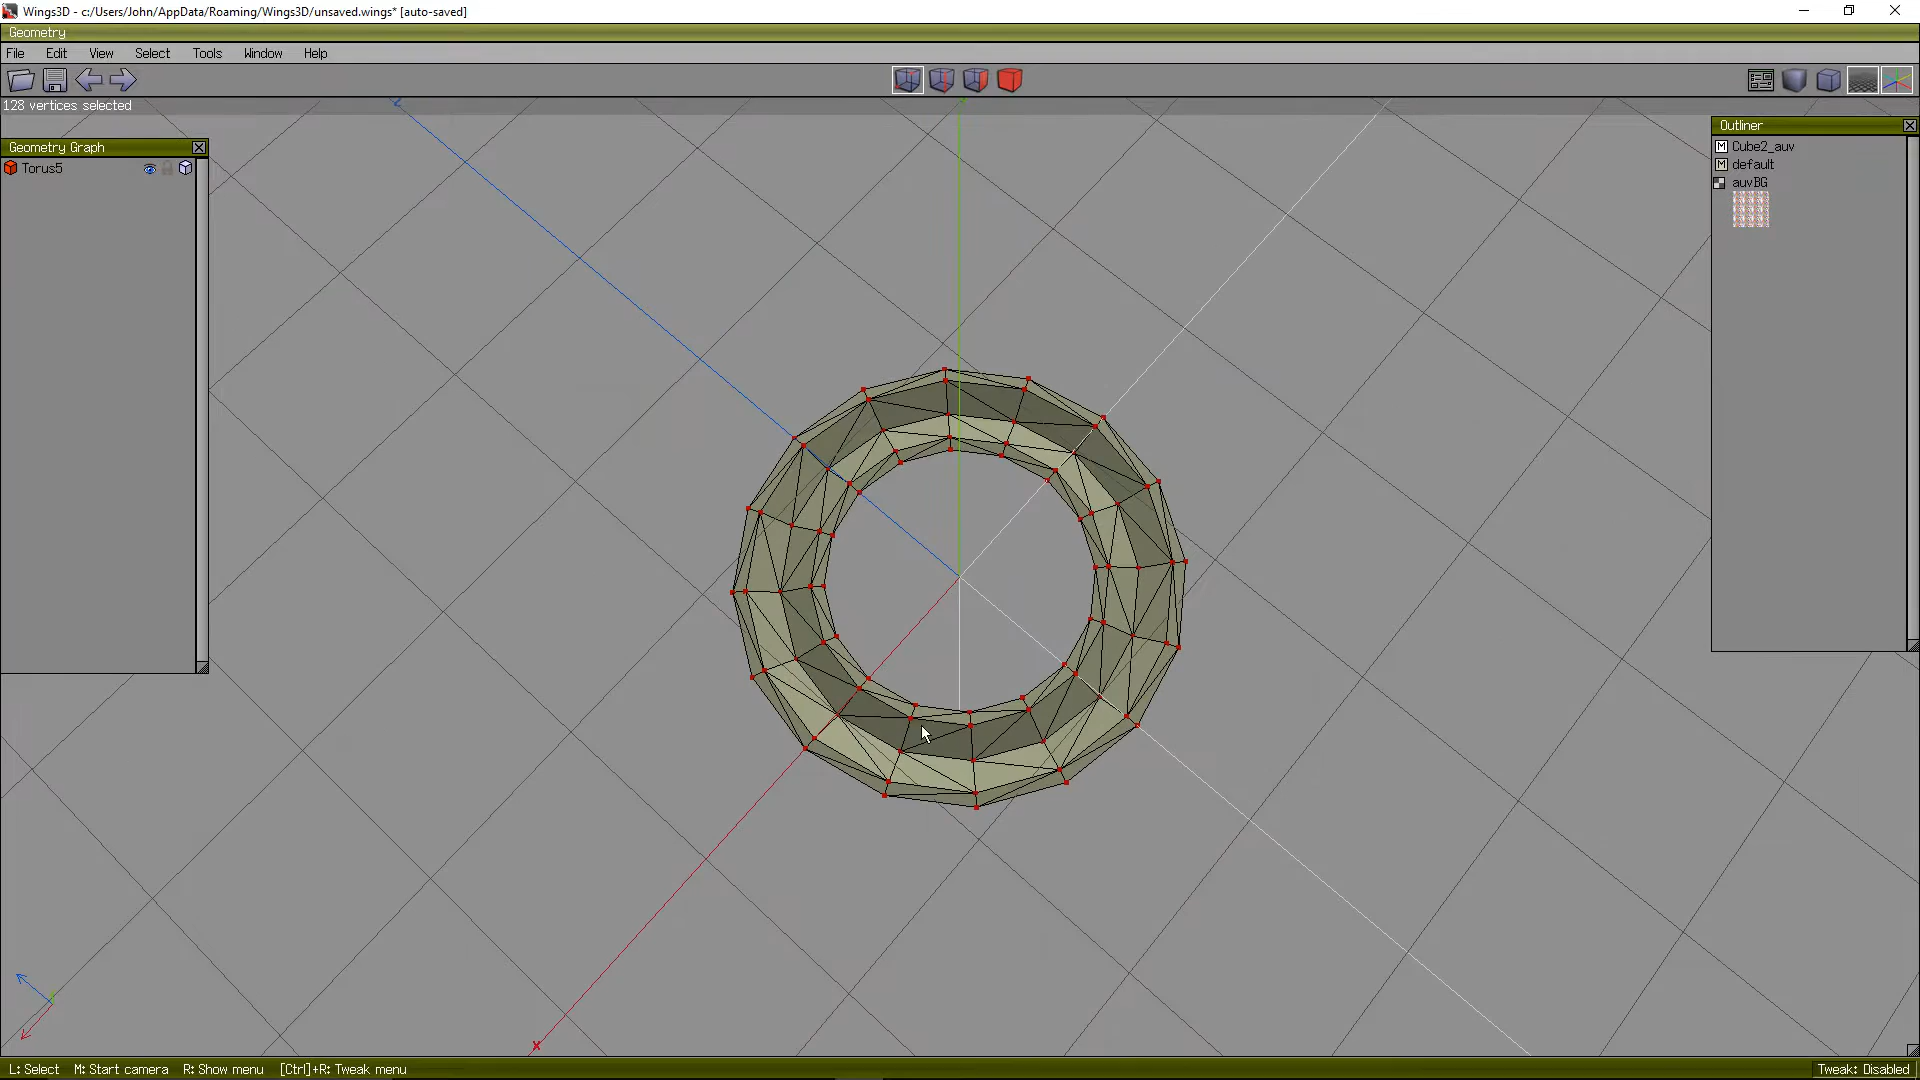 Wings3D - c:/Users/John/AppData/Roaming/Wings3D/unsaved.wings* [auto-saved]
Geometry
File Edit View Select Tools Window Help
128 vertices selected
Geometry Graph
Torus5
Outliner
M Cube2_auv
M default
auvBG
z
x
L: Select M: Start camera R: Show menu [Ctrl]+R: Tweak menu
Tweak: Disabled